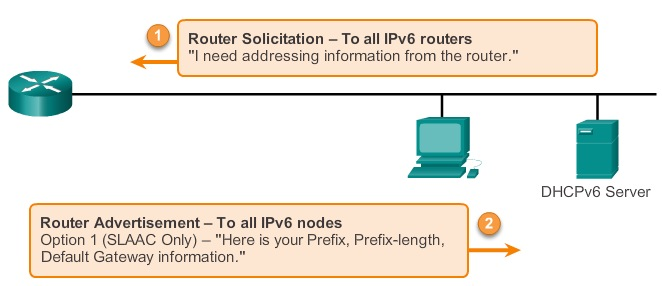 1
Router Solicitation – To all IPv6 routers
"I need addressing information from the router."
DHCPv6 Server
Router Advertisement – To all IPv6 nodes
Option 1 (SLAAC Only) – "Here is your Prefix, Prefix-length,
Default Gateway information."
2